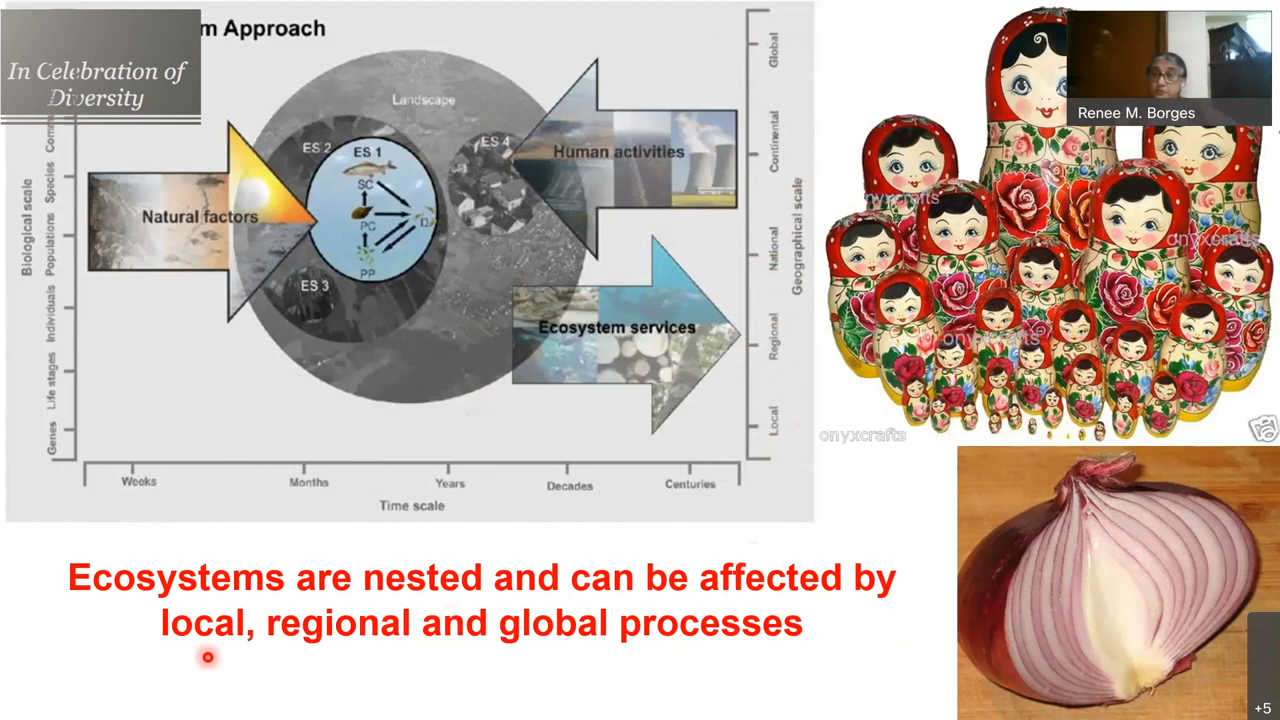 m Approach
In Celebration of
Diversity
Landscape
ES 1
ES 2
ES 3
ES 4
SC
PC
PP
D
Natural factors
Human activities
Ecosystem services
Biological scale
Genes
Life stages
Individuals
Populations
Species
Comm
Geographical scale
Global
Continental
National
Regional
Local
Weeks
Months
Years
Decades
Centuries
Time scale
Renee M. Borges
onyxcrafts
onyxcrafts
onyxcrafts
Ecosystems are nested and can be affected by
local, regional and global processes
+5